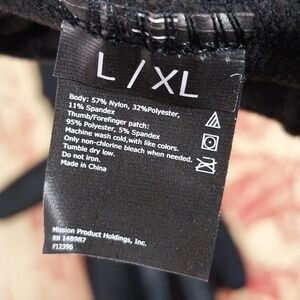 L / XL
Body: 57% Nylon, 32%Polyester,
11% Spandex
Thumb/Forefinger patch:
95% Polyester, 5% Spandex
Machine wash cold,with like colors.
Only non-chlorine bleach when needed.
Tumble dry low.
Do not iron.
Made in China
Mission Product Holdings, Inc.
RN 148987
F12396